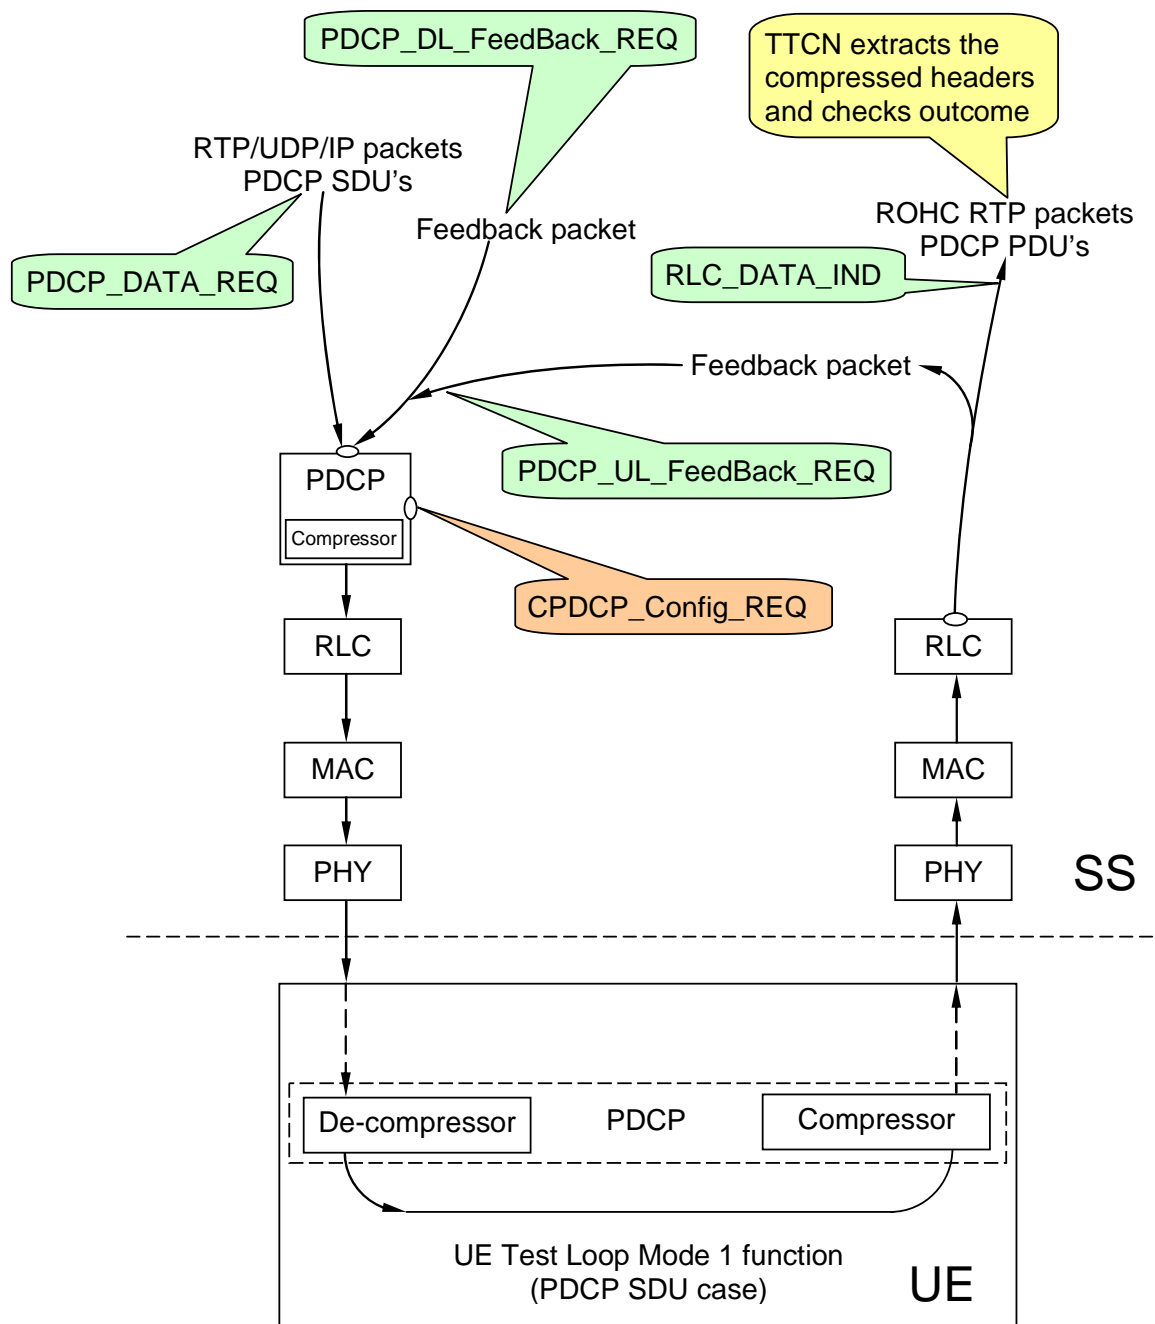 PDCP_DL_FeedBack_REQ
TTCN extracts the
compressed headers
and checks outcome
RTP/UDP/IP packets
PDCP SDU's
Feedback packet
ROHC RTP packets
PDCP PDU's
PDCP_DATA_REQ
RLC_DATA_IND
Feedback packet
PDCP_UL_FeedBack_REQ
PDCP
Compressor
CPDCP_Config_REQ
RLC
RLC
MAC
MAC
PHY
PHY
SS
De-compressor
PDCP
Compressor
UE Test Loop Mode 1 function
(PDCP SDU case)
UE